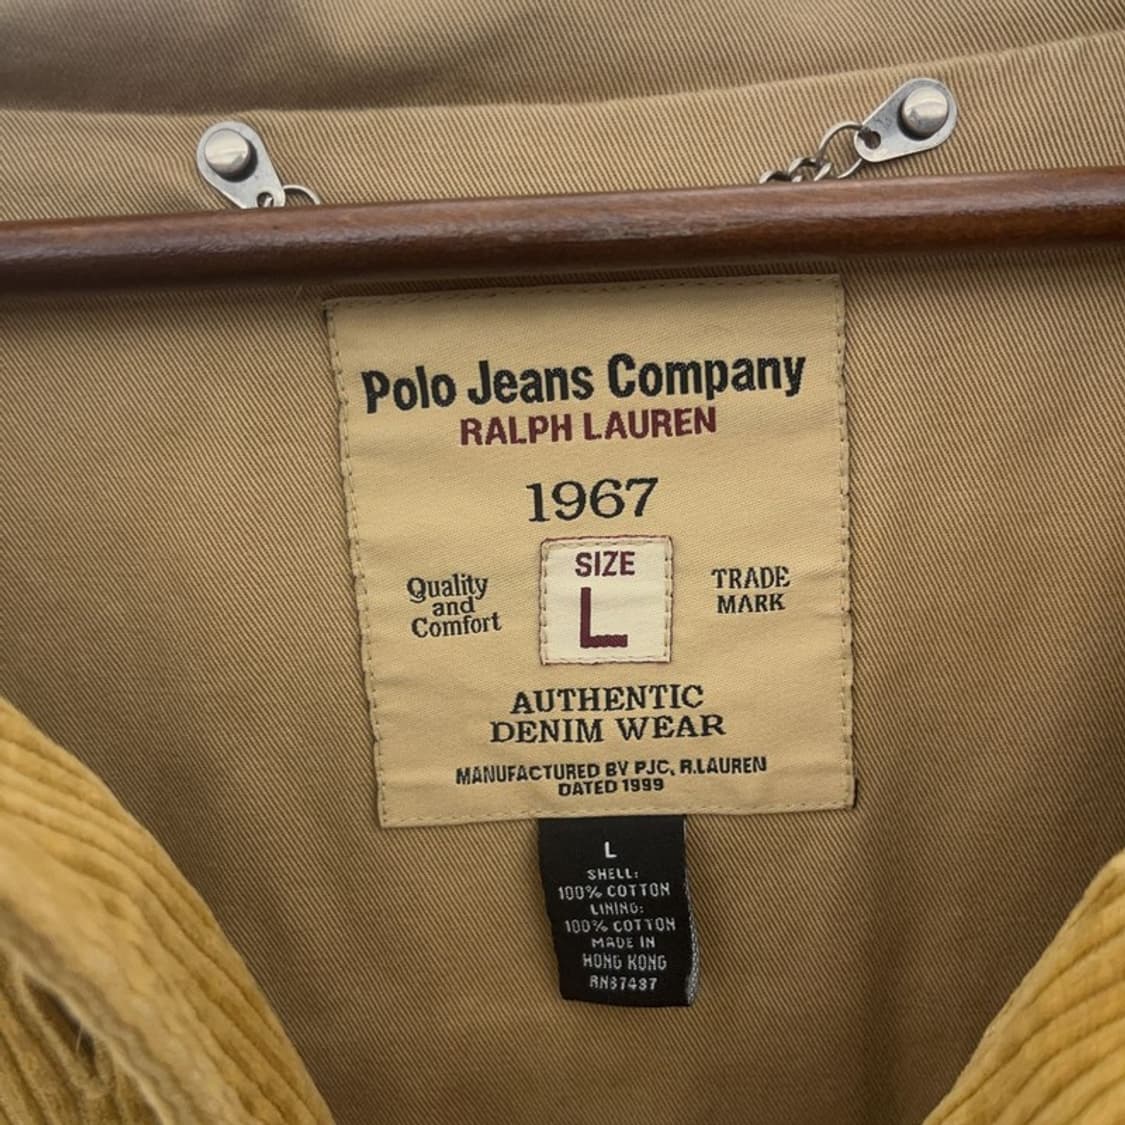 Polo Jeans Company
RALPH LAUREN
1967
SIZE
L
Quality
and
Comfort
TRADE
MARK
AUTHENTIC
DENIM WEAR
MANUFACTURED BY PJC. R.LAUREN
DATED 1999
L
SHELL:
100% COTTON
LINING:
100% COTTON
MADE IN
HONG KONG